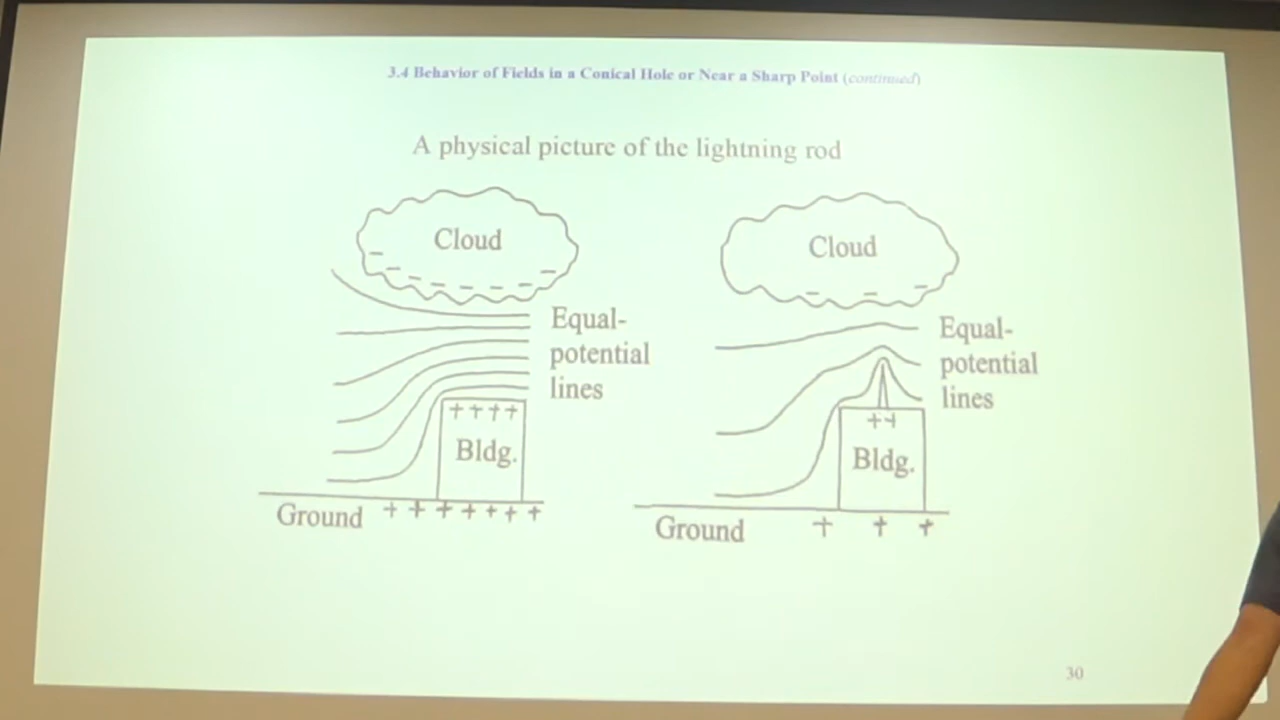 3.4 Behavior of Fields in a Conical Hole or Near a Sharp Point (continued)
A physical picture of the lightning rod
Cloud
Equal-
potential
lines
++++
Bldg.
Ground + + + + + + +
Cloud
Equal-
potential
lines
++
Bldg.
Ground + + +
30